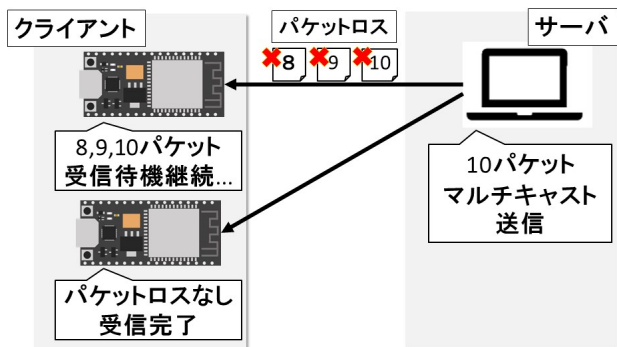 クライアント
パケットロス
サーバ
8
9
10
8,9,10パケット
受信待機継続...
10パケット
マルチキャスト
送信
パケットロスなし
受信完了